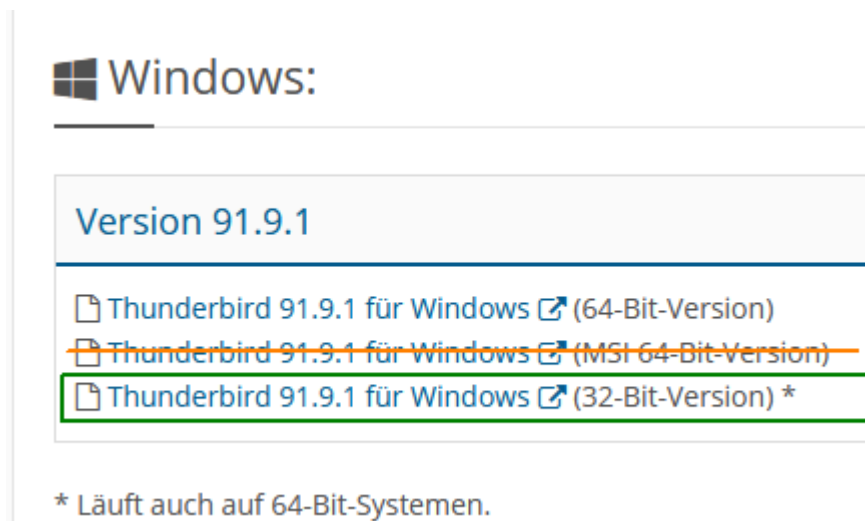 Windows:
Version 91.9.1
Thunderbird 91.9.1 für Windows (64-Bit-Version)
Thunderbird 91.9.1 für Windows (MSI 64-Bit-Version)
Thunderbird 91.9.1 für Windows (32-Bit-Version) *
* Läuft auch auf 64-Bit-Systemen.